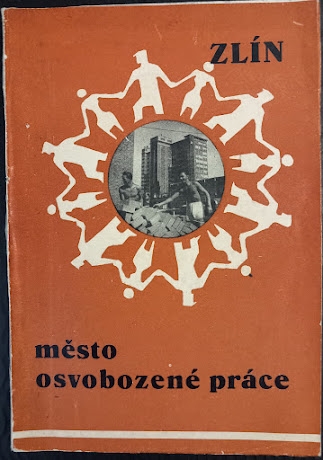 ZLÍN
město
osvobozené práce